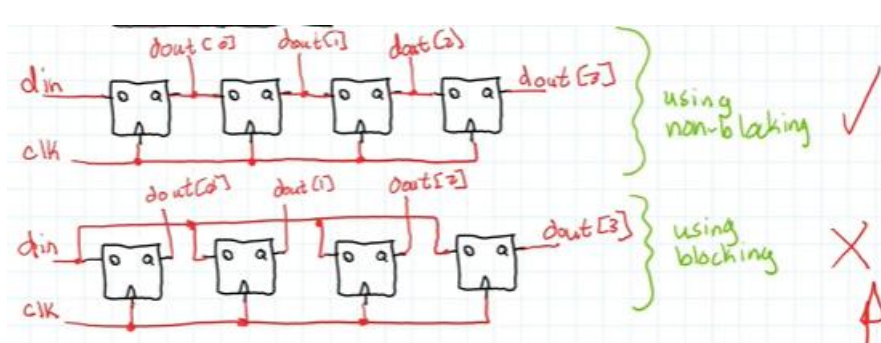 dout[0] dout[1] dout[2]
din D Q D Q D Q D Q dout[3]
clk
using
non-blocking
dout[0] dout[1] dout[2]
din D Q D Q D Q D Q dout[3]
clk
using
blocking